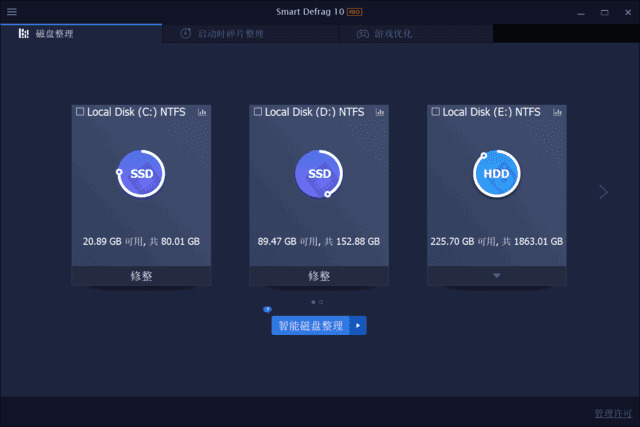 Smart Defrag 10 PRO
磁盘整理
启动时碎片整理
游戏优化
Local Disk (C:) NTFS
SSD
20.89 GB 可用, 共 80.01 GB
修整
Local Disk (D:) NTFS
SSD
89.47 GB 可用, 共 152.88 GB
修整
Local Disk (E:) NTFS
HDD
225.70 GB 可用, 共 1863.01 GB
?
智能磁盘整理
管理许可